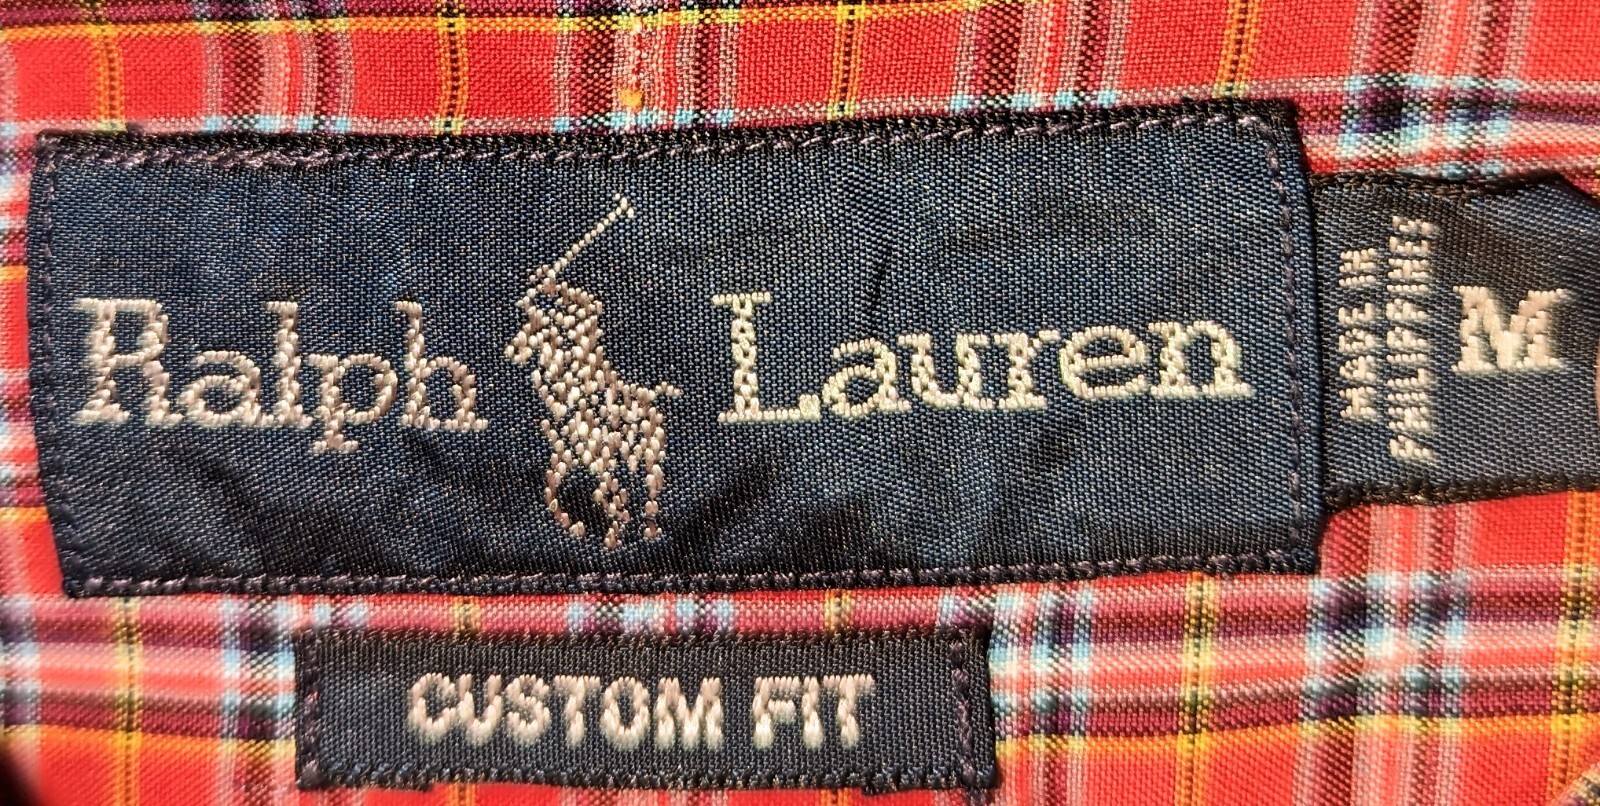 Ralph Lauren
MADE IN
PHILIPPINES
M
CUSTOM FIT